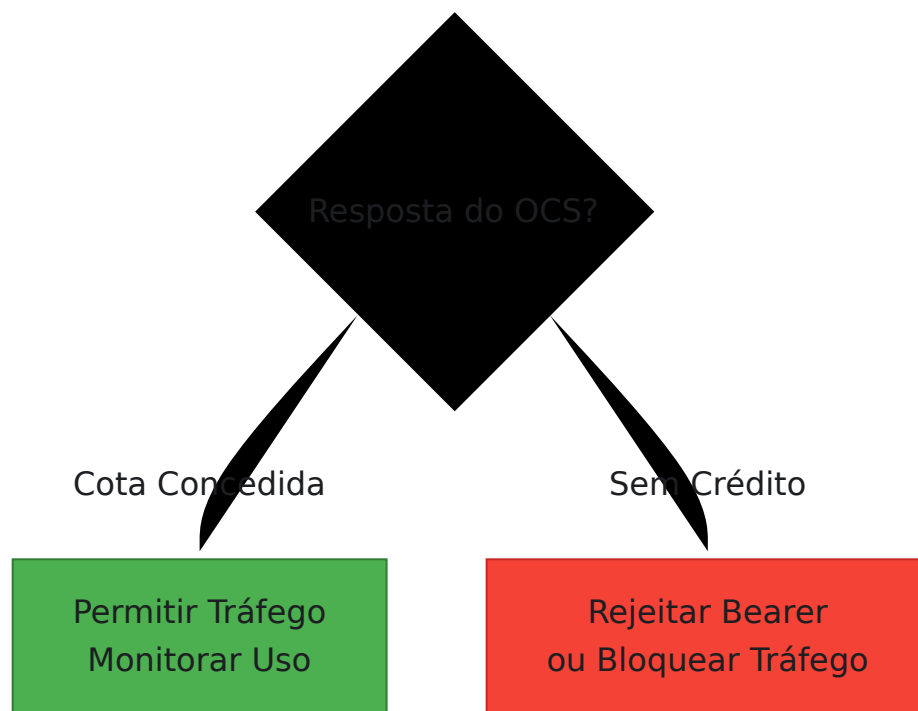 Resposta do OCS?
Cota Concedida
Sem Crédito
Permitir Tráfego
Monitorar Uso
Rejeitar Bearer
ou Bloquear Tráfego